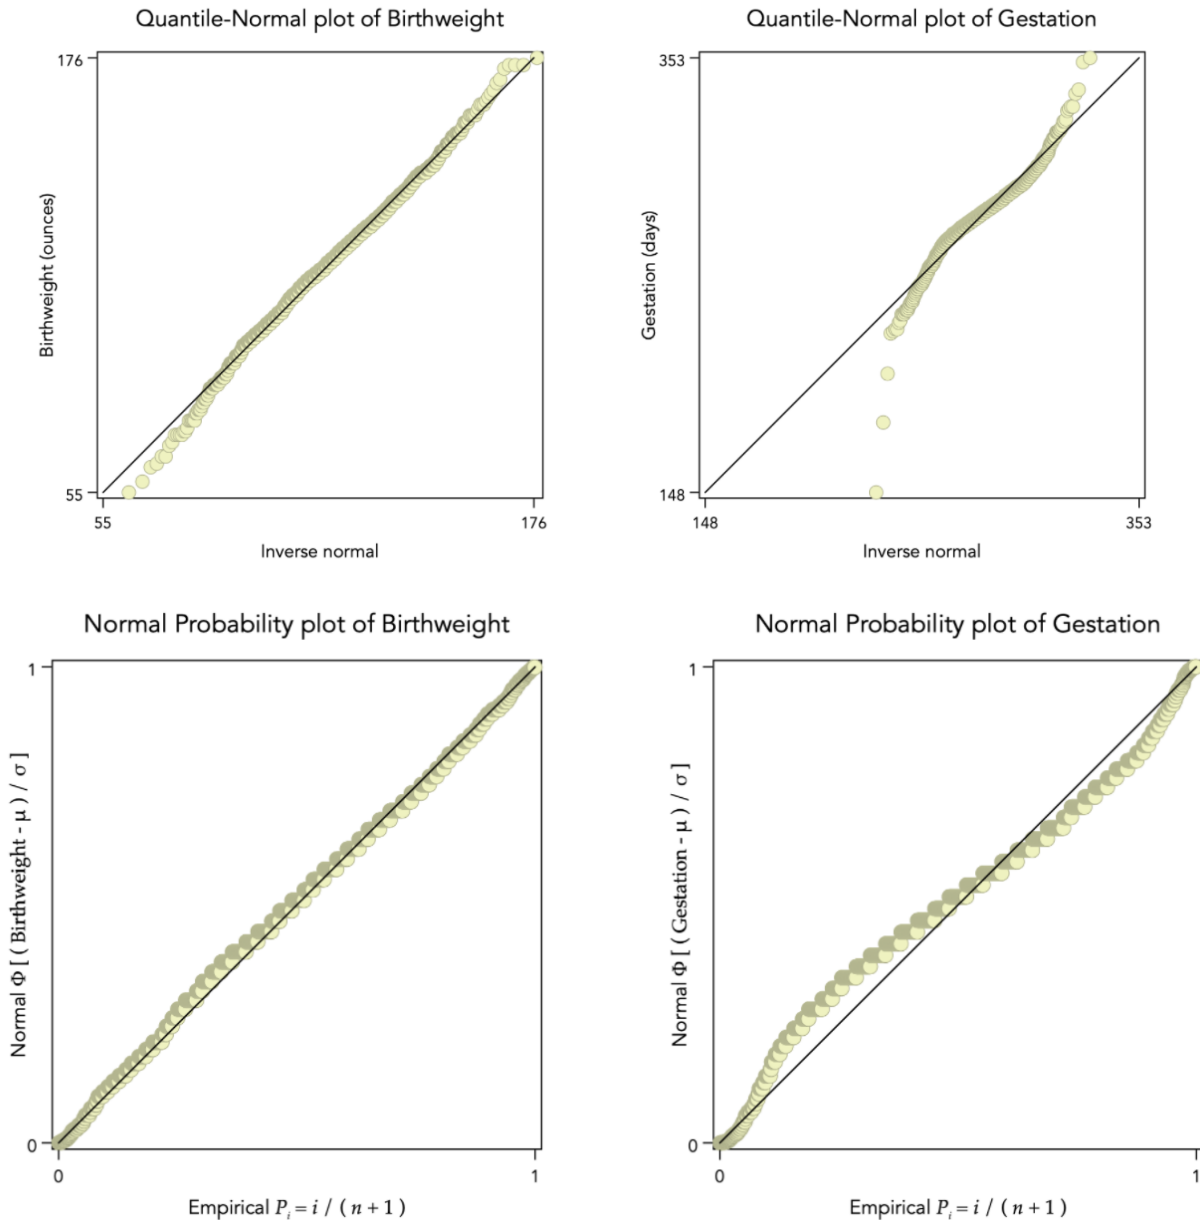 Quantile-Normal plot of Birthweight
176
Birthweight (ounces)
55
55
176
Inverse normal
Quantile-Normal plot of Gestation
353
Gestation (days)
148
148
353
Inverse normal
Normal Probability plot of Birthweight
1
Normal Φ [ ( Birthweight - μ ) / σ ]
0
0
1
Empirical Pᵢ = i / ( n + 1 )
Normal Probability plot of Gestation
1
Normal Φ [ ( Gestation - μ ) / σ ]
0
0
1
Empirical Pᵢ = i / ( n + 1 )